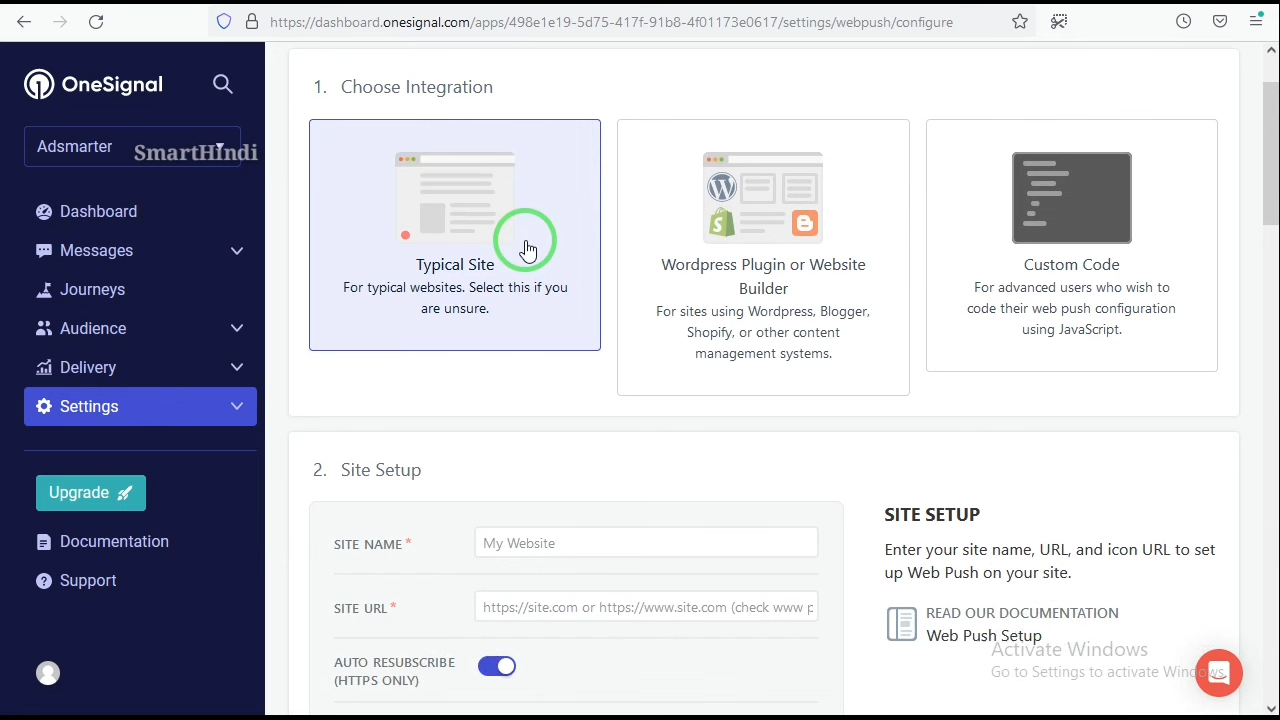 https://dashboard.onesignal.com/apps/498e1e19-5d75-417f-91b8-4f01173e0617/settings/webpush/configure
OneSignal
Adsmarter
SmartHindi
Dashboard
Messages
Journeys
Audience
Delivery
Settings
Upgrade
Documentation
Support
1. Choose Integration
Typical Site
For typical websites. Select this if you
are unsure.
Wordpress Plugin or Website
Builder
For sites using Wordpress, Blogger,
Shopify, or other content
management systems.
Custom Code
For advanced users who wish to
code their web push configuration
using JavaScript.
2. Site Setup
SITE NAME*
My Website
SITE URL*
https://site.com or https://www.site.com (check www p
AUTO RESUBSCRIBE
(HTTPS ONLY)
SITE SETUP
Enter your site name, URL, and icon URL to set
up Web Push on your site.
READ OUR DOCUMENTATION
Web Push Setup
Activate Windows
Go to Settings to activate Windows.